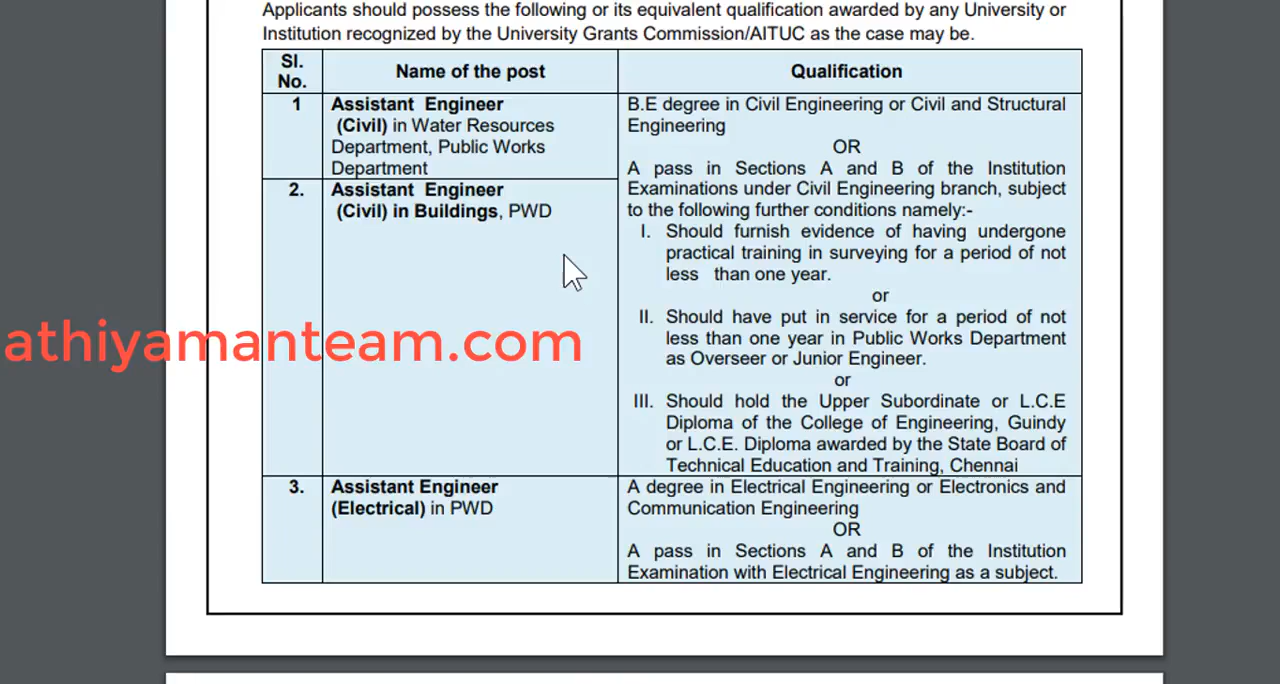 Applicants should possess the following or its equivalent qualification awarded by any University or
Institution recognized by the University Grants Commission/AITUC as the case may be.
Sl. No.
Name of the post
Qualification
1
Assistant Engineer
(Civil) in Water Resources
Department, Public Works
Department
2.
Assistant Engineer
(Civil) in Buildings, PWD
B.E degree in Civil Engineering or Civil and Structural
Engineering
OR
A pass in Sections A and B of the Institution
Examinations under Civil Engineering branch, subject
to the following further conditions namely:-
I. Should furnish evidence of having undergone
practical training in surveying for a period of not
less than one year.
or
II. Should have put in service for a period of not
less than one year in Public Works Department
as Overseer or Junior Engineer.
or
III. Should hold the Upper Subordinate or L.C.E
Diploma of the College of Engineering, Guindy
or L.C.E. Diploma awarded by the State Board of
Technical Education and Training, Chennai
3.
Assistant Engineer
(Electrical) in PWD
A degree in Electrical Engineering or Electronics and
Communication Engineering
OR
A pass in Sections A and B of the Institution
Examination with Electrical Engineering as a subject.
athiyamanteam.com